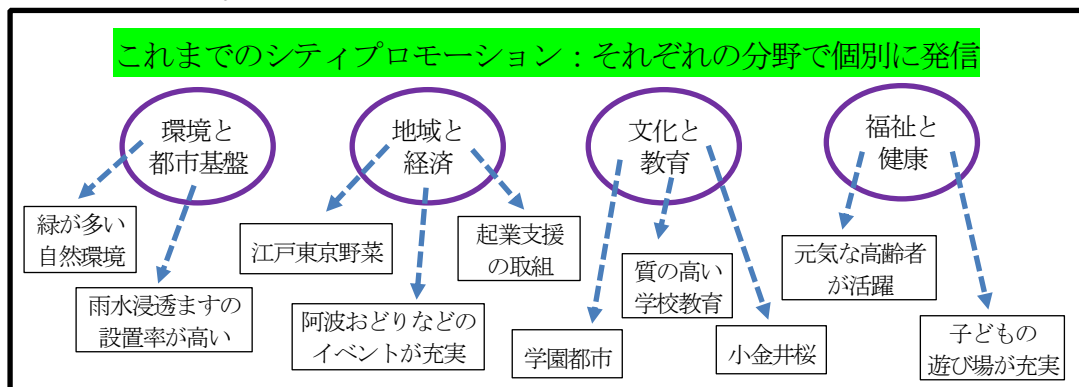 これまでのシティプロモーション：それぞれの分野で個別に発信
環境と
都市基盤
地域と
経済
文化と
教育
福祉と
健康
緑が多い
自然環境
雨水浸透ますの
設置率が高い
江戸東京野菜
阿波おどりなどの
イベントが充実
起業支援
の取組
学園都市
質の高い
学校教育
小金井桜
元気な高齢者
が活躍
子どもの
遊び場が充実